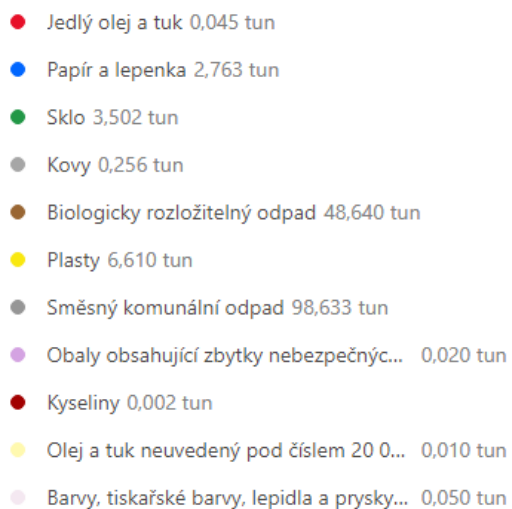 Jedlý olej a tuk 0,045 tun
Papír a lepenka 2,763 tun
Sklo 3,502 tun
Kovy 0,256 tun
Biologicky rozložitelný odpad 48,640 tun
Plasty 6,610 tun
Směsný komunální odpad 98,633 tun
Obaly obsahující zbytky nebezpečnýc... 0,020 tun
Kyseliny 0,002 tun
Olej a tuk neuvedený pod číslem 20 0... 0,010 tun
Barvy, tiskařské barvy, lepidla a prysky... 0,050 tun